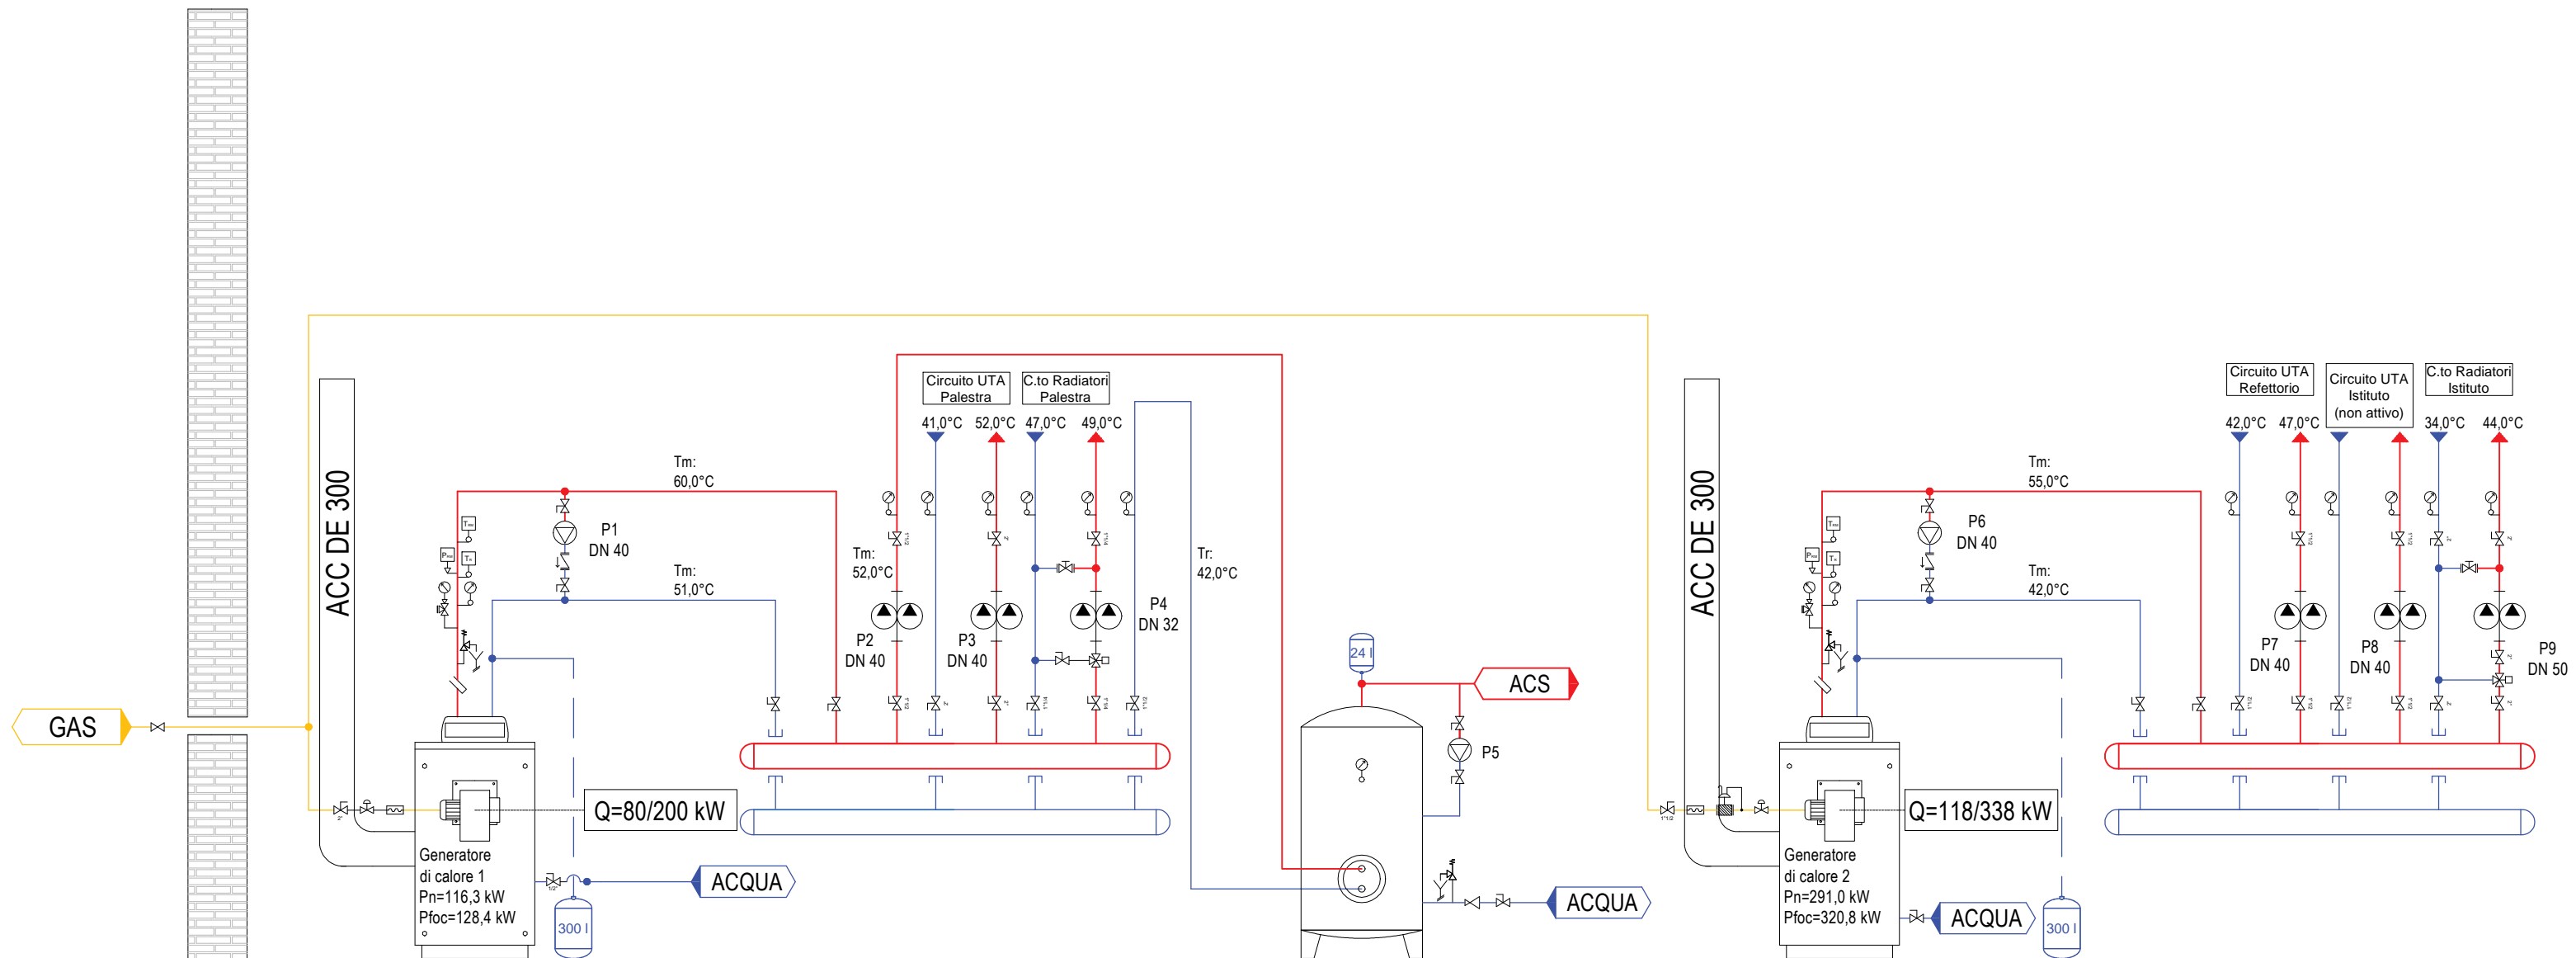 GAS
ACC DE 300
Generatore
di calore 1
Pn=116,3 kW
Pfoc=128,4 kW
Q=80/200 kW
300 l
ACQUA
P1
DN 40
Tm:
60,0°C
Tm:
51,0°C
Tm:
52,0°C
P2
DN 40
Circuito UTA
Palestra
41,0°C
52,0°C
P3
DN 40
C.to Radiatori
Palestra
47,0°C
49,0°C
P4
DN 32
Tr:
42,0°C
24 l
ACS
P5
ACQUA
ACC DE 300
Generatore
di calore 2
Pn=291,0 kW
Pfoc=320,8 kW
Q=118/338 kW
ACQUA
300 l
P6
DN 40
Tm:
55,0°C
Tm:
42,0°C
Circuito UTA
Refettorio
42,0°C
47,0°C
P7
DN 40
Circuito UTA
Istituto
(non attivo)
P8
DN 40
C.to Radiatori
Istituto
34,0°C
44,0°C
P9
DN 50